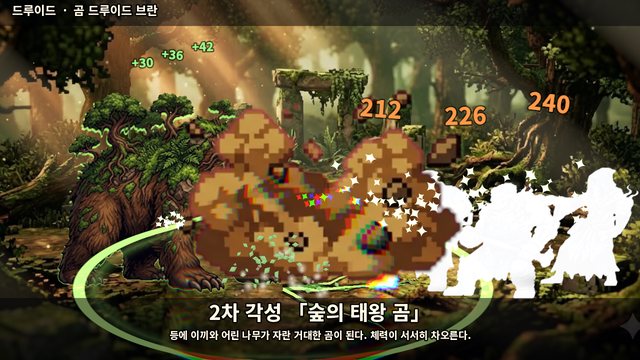 드루이드 · 곰 드루이드 브란
+30 +36 +42
212 226 240
2차 각성 「숲의 태왕 곰」
등에 이끼와 어린 나무가 자란 거대한 곰이 된다. 체력이 서서히 차오른다.